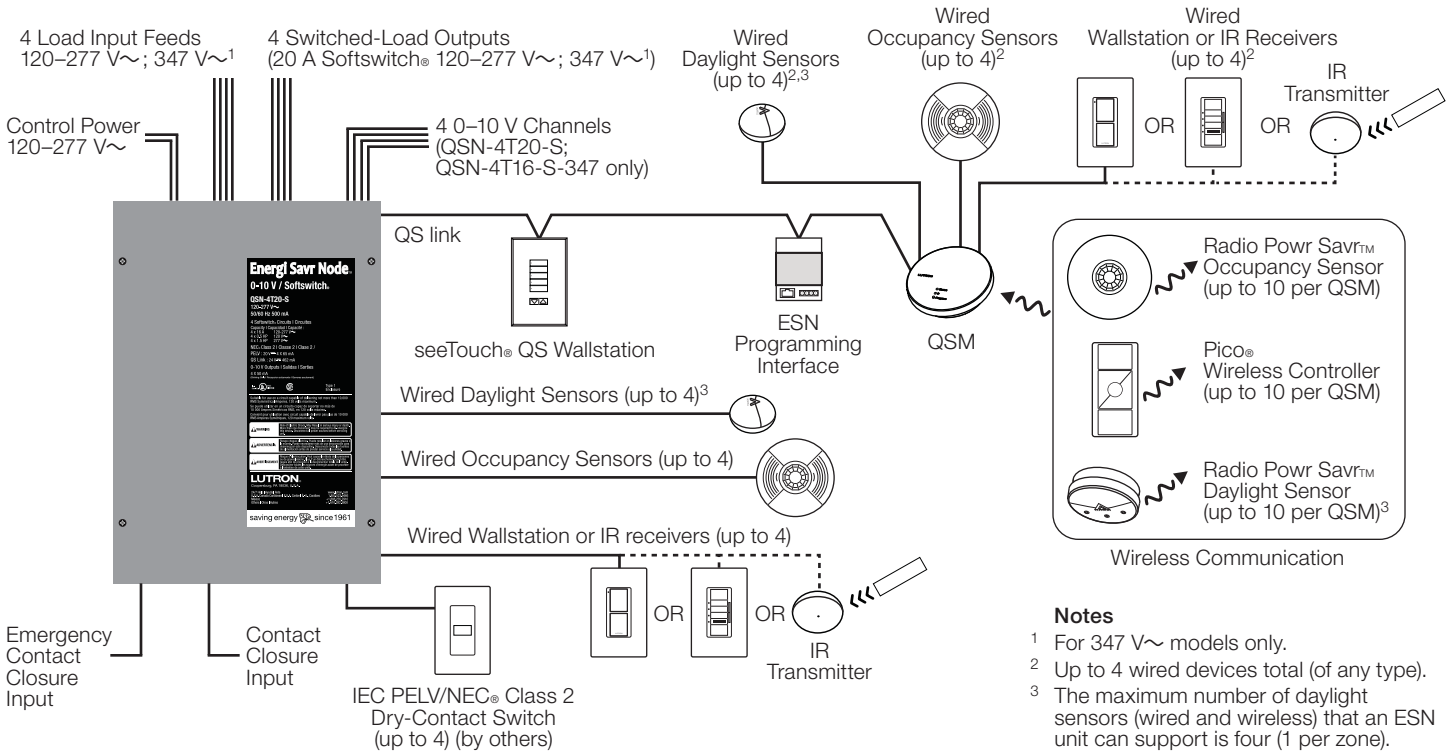 4 Load Input Feeds
120–277 V～; 347 V～1
4 Switched-Load Outputs
(20 A Softswitch® 120–277 V～; 347 V～1)
Control Power
120–277 V～
4 0–10 V Channels
(QSN-4T20-S;
QSN-4T16-S-347 only)
Wired
Daylight Sensors
(up to 4)2,3
Wired
Occupancy Sensors
(up to 4)2
Wired
Wallstation or IR Receivers
(up to 4)2
IR
Transmitter
OR
OR
QS link
seeTouch® QS Wallstation
ESN
Programming
Interface
QSM
Radio Powr Savr™
Occupancy Sensor
(up to 10 per QSM)
Pico®
Wireless Controller
(up to 10 per QSM)
Radio Powr Savr™
Daylight Sensor
(up to 10 per QSM)3
Wireless Communication
Energi Savr Node
0-10 V / Softswitch®
QSN-4T20-S
120-277 V～
50/60 Hz 500 mA
LUTRON
saving energy since 1961
Wired Daylight Sensors (up to 4)3
Wired Occupancy Sensors (up to 4)
Wired Wallstation or IR receivers (up to 4)
OR
OR
IR
Transmitter
Emergency
Contact
Closure
Input
Contact
Closure
Input
IEC PELV/NEC® Class 2
Dry-Contact Switch
(up to 4) (by others)
Notes
1 For 347 V～ models only.
2 Up to 4 wired devices total (of any type).
3 The maximum number of daylight
sensors (wired and wireless) that an ESN
unit can support is four (1 per zone).